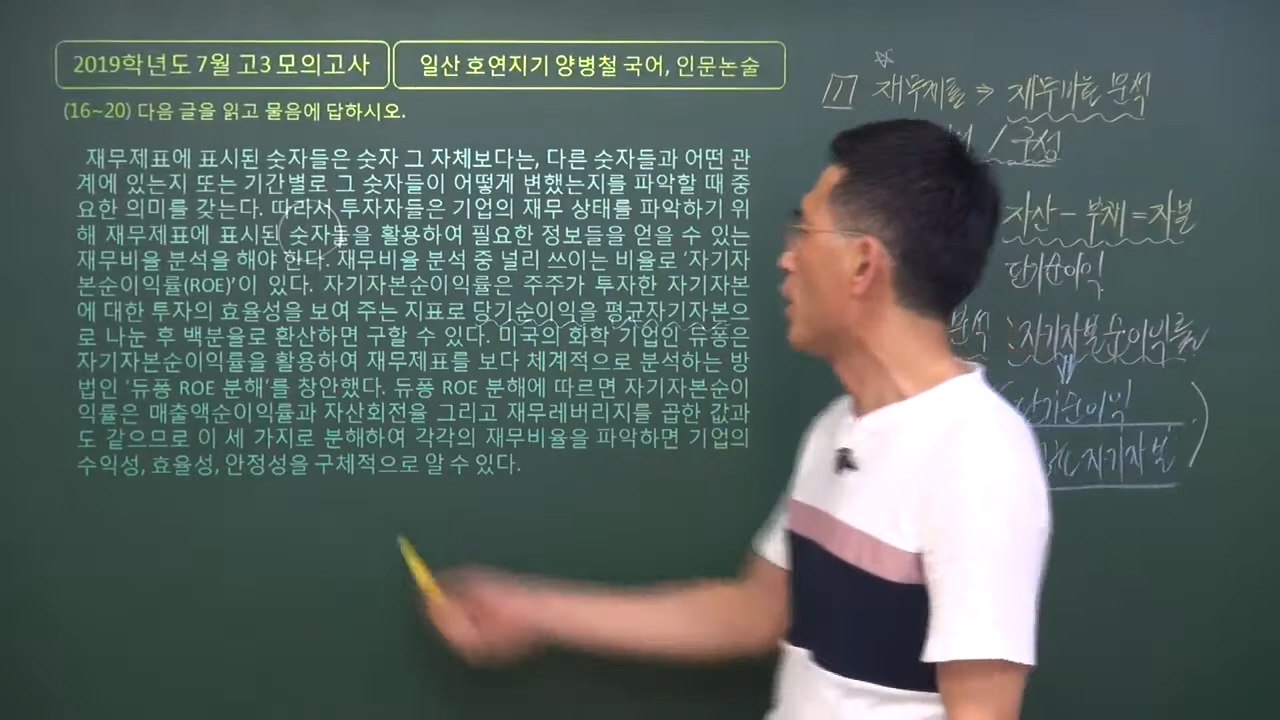 2019학년도 7월 고3 모의고사
일산 호연지기 양병철 국어, 인문논술
(16~20) 다음 글을 읽고 물음에 답하시오.
재무제표에 표시된 숫자들은 숫자 그 자체보다는, 다른 숫자들과 어떤 관
계에 있는지 또는 기간별로 그 숫자들이 어떻게 변했는지를 파악할 때 중
요한 의미를 갖는다. 따라서 투자자들은 기업의 재무 상태를 파악하기 위
해 재무제표에 표시된 숫자들을 활용하여 필요한 정보들을 얻을 수 있는
재무비율 분석을 해야 한다. 재무비율 분석 중 널리 쓰이는 비율로 '자기자
본순이익률(ROE)'이 있다. 자기자본순이익률은 주주가 투자한 자기자본
에 대한 투자의 효율성을 보여 주는 지표로 당기순이익을 평균자기자본으
로 나눈 후 백분율로 환산하면 구할 수 있다. 미국의 화학 기업인 듀퐁은
자기자본순이익률을 활용하여 재무제표를 보다 체계적으로 분석하는 방
법인 '듀퐁 ROE 분해'를 창안했다. 듀퐁 ROE 분해에 따르면 자기자본순이
익률은 매출액순이익률과 자산회전율 그리고 재무레버리지를 곱한 값과
도 같으므로 이 세 가지로 분해하여 각각의 재무비율을 파악하면 기업의
수익성, 효율성, 안정성을 구체적으로 알 수 있다.
재무제표 ⇒ 재무비율 분석
/ 구성
자산 - 부채 = 자본
당기순이익
분석 : 자기자본순이익률
당기순이익
자기자본